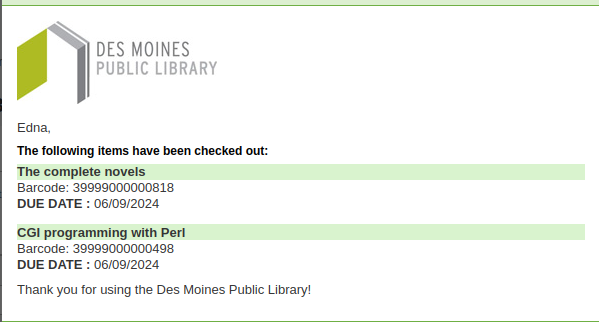 DES MOINES
PUBLIC LIBRARY
Edna,
The following items have been checked out:
The complete novels
Barcode: 39999000000818
DUE DATE : 06/09/2024
CGI programming with Perl
Barcode: 39999000000498
DUE DATE : 06/09/2024
Thank you for using the Des Moines Public Library!